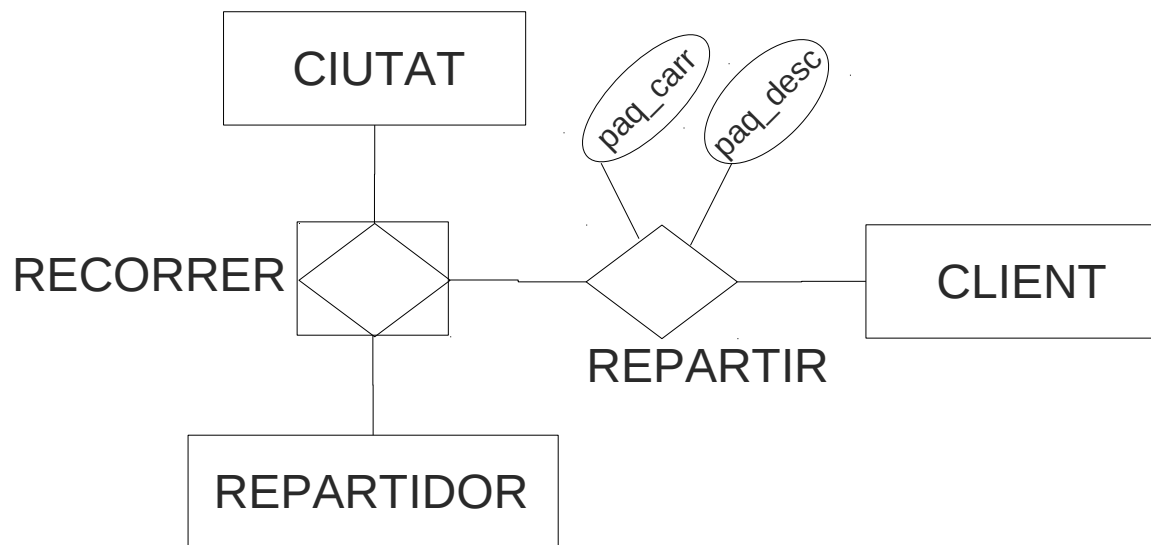 CIUTAT
paq_carr
paq_desc
RECORRER
CLIENT
REPARTIR
REPARTIDOR